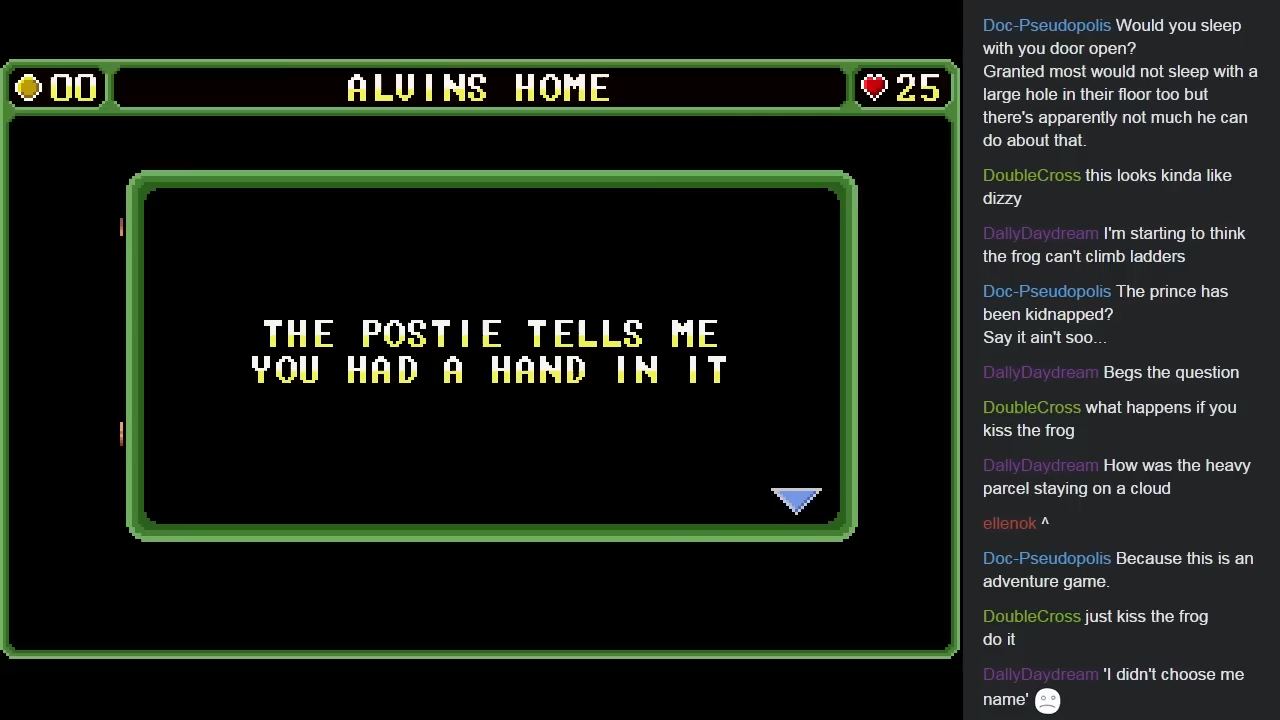 00 ALVINS HOME 25
THE POSTIE TELLS ME
YOU HAD A HAND IN IT
Doc-Pseudopolis Would you sleep
with you door open?
Granted most would not sleep with a
large hole in their floor too but
there's apparently not much he can
do about that.
DoubleCross this looks kinda like
dizzy
DallyDaydream I'm starting to think
the frog can't climb ladders
Doc-Pseudopolis The prince has
been kidnapped?
Say it ain't soo...
DallyDaydream Begs the question
DoubleCross what happens if you
kiss the frog
DallyDaydream How was the heavy
parcel staying on a cloud
ellenok ^
Doc-Pseudopolis Because this is an
adventure game.
DoubleCross just kiss the frog
do it
DallyDaydream 'I didn't choose me
name'